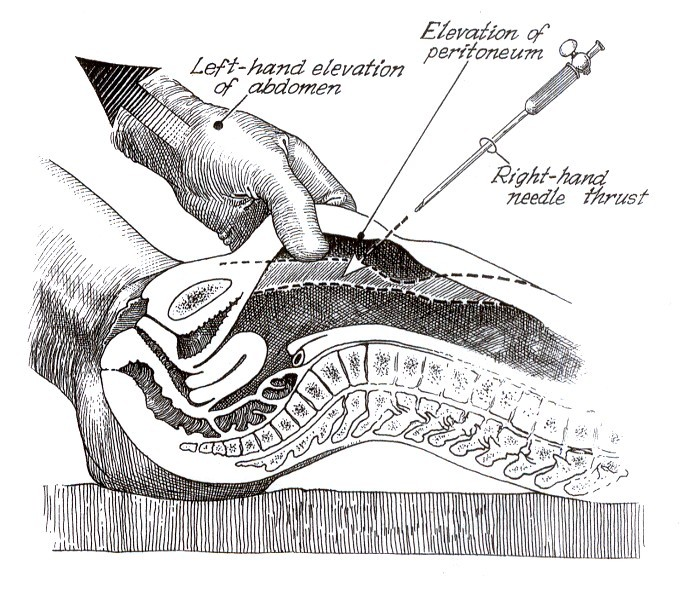 Elevation of
peritoneum
Left-hand elevation
of abdomen
Right-hand
needle thrust